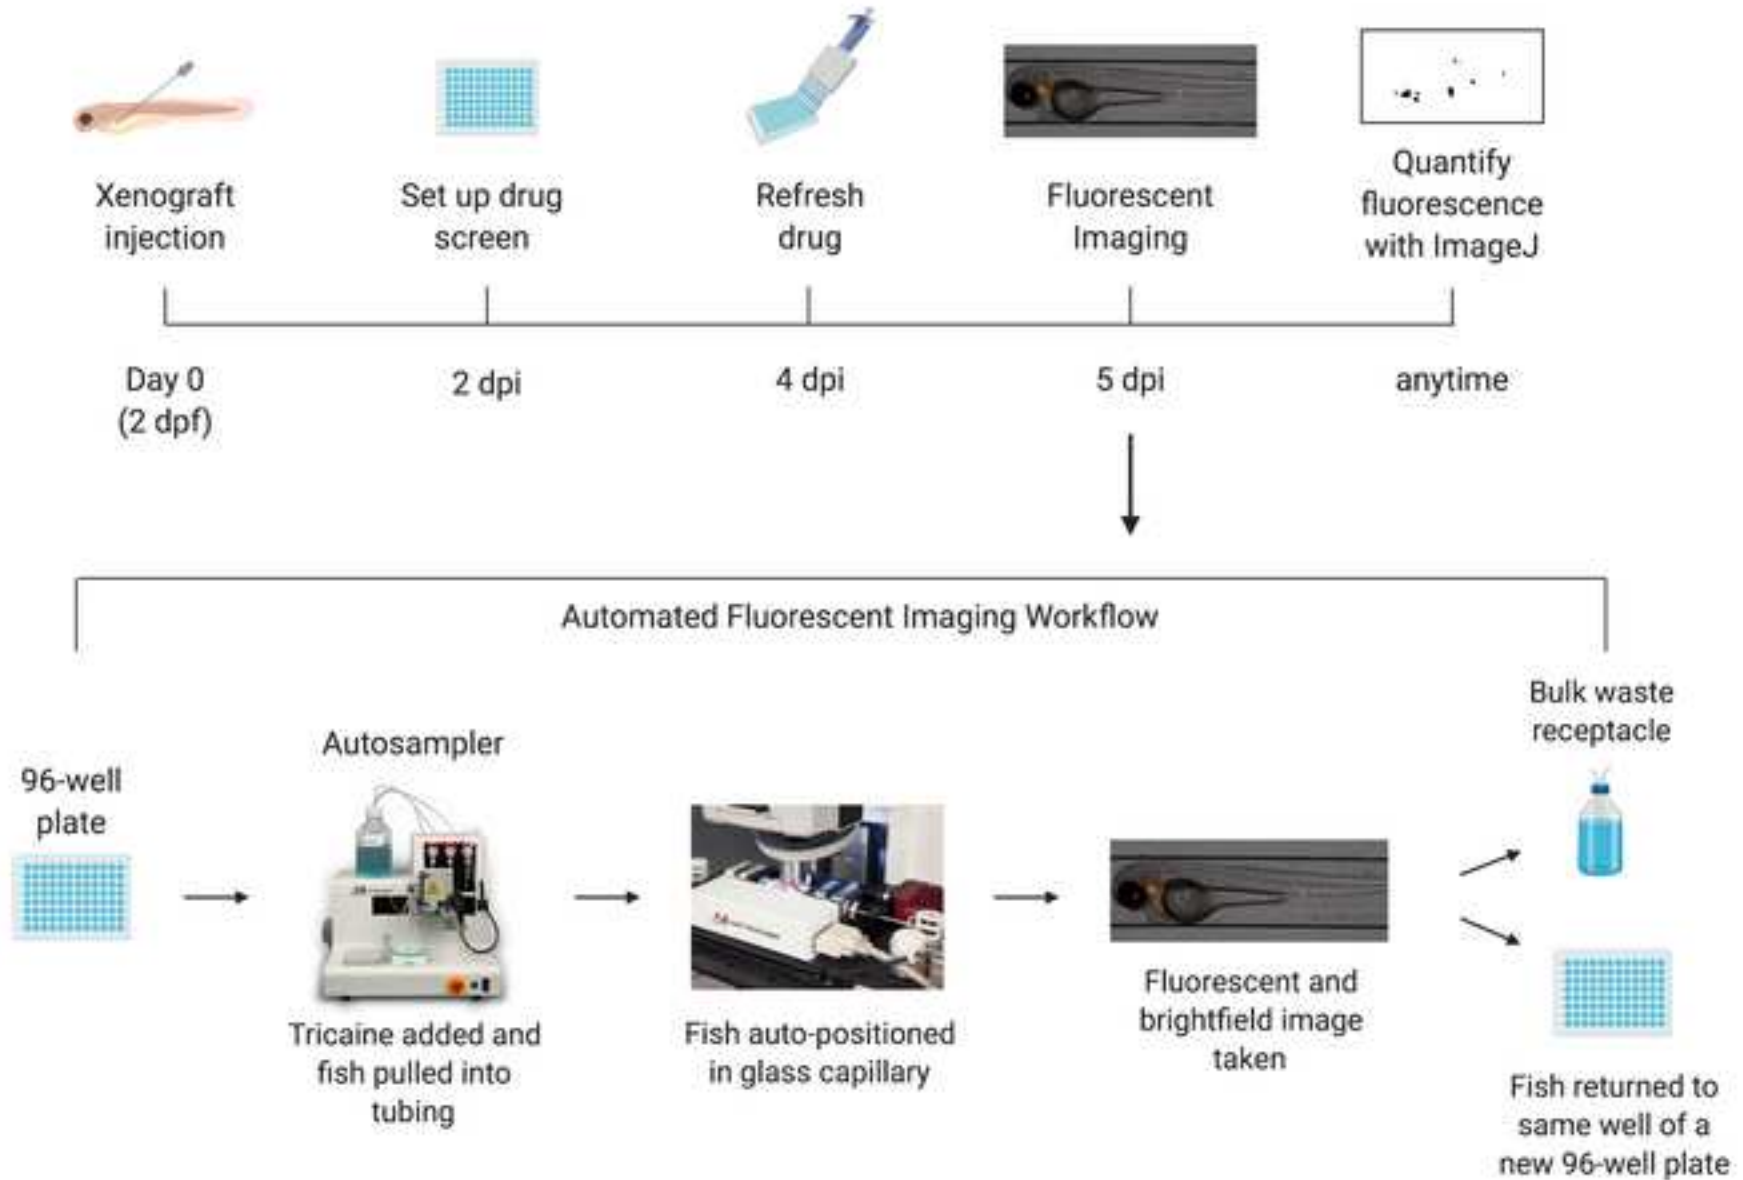 Xenograft
injection
Set up drug
screen
Refresh
drug
Fluorescent
Imaging
Quantify
fluorescence
with ImageJ
Day 0
(2 dpf)
2 dpi
4 dpi
5 dpi
anytime
Automated Fluorescent Imaging Workflow
96-well
plate
Autosampler
Tricaine added and
fish pulled into
tubing
Fish auto-positioned
in glass capillary
Fluorescent and
brightfield image
taken
Bulk waste
receptacle
Fish returned to
same well of a
new 96-well plate